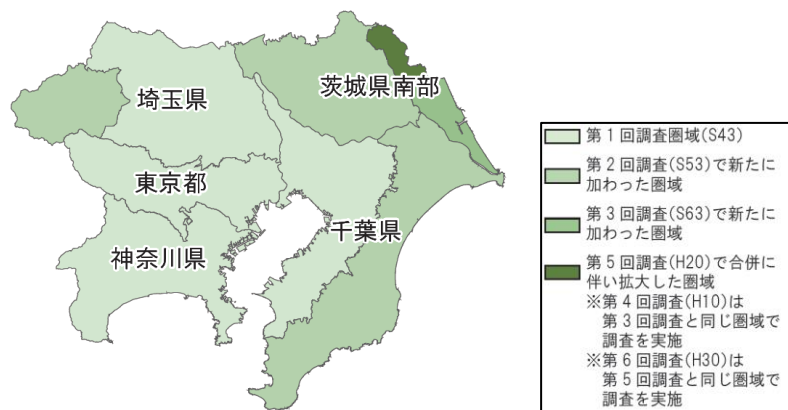 茨城県南部
埼玉県
東京都
千葉県
神奈川県
第1回調査圏域(S43)
第2回調査(S53)で新たに
加わった圏域
第3回調査(S63)で新たに
加わった圏域
第5回調査(H20)で合併に
伴い拡大した圏域
※第4回調査(H10)は
第3回調査と同じ圏域で
調査を実施
※第6回調査(H30)は
第5回調査と同じ圏域で
調査を実施